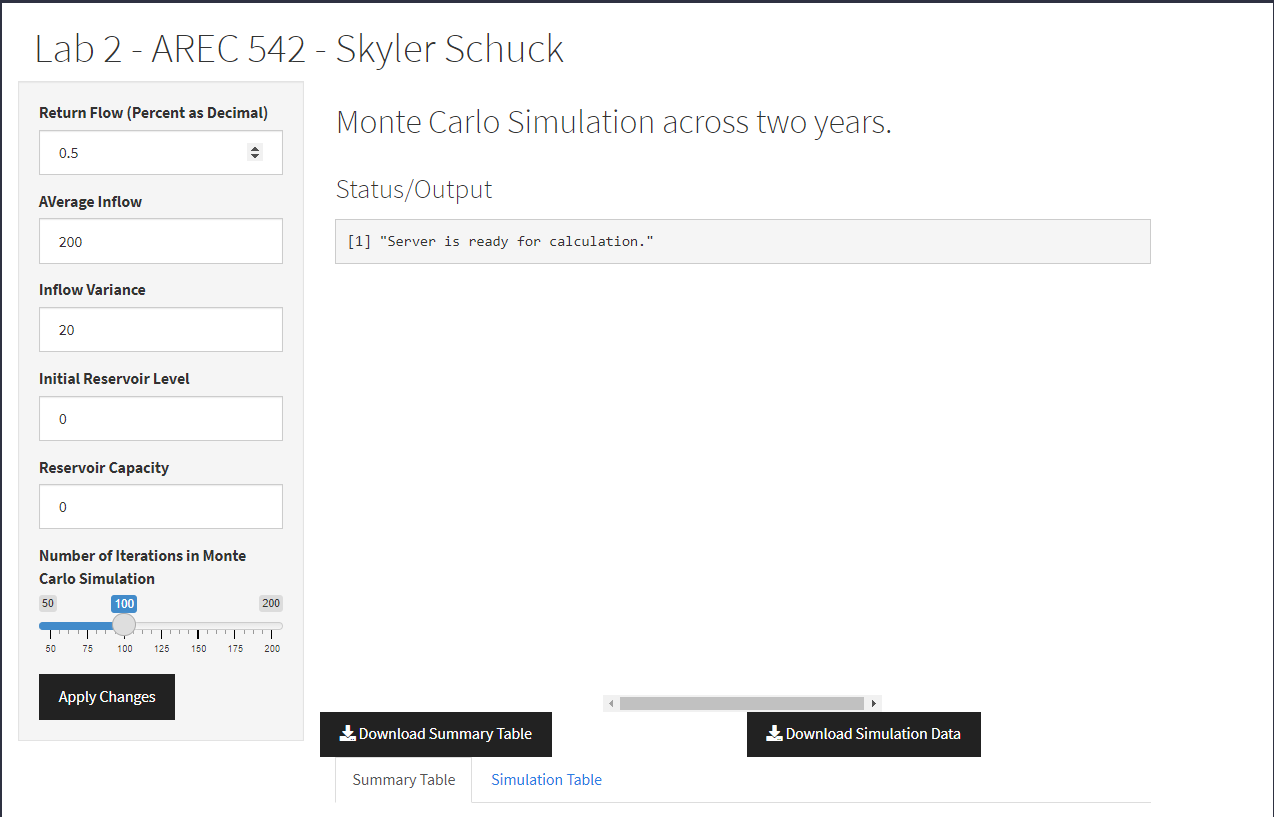 Lab 2 - AREC 542 - Skyler Schuck
Return Flow (Percent as Decimal)
0.5
AVerage Inflow
200
Inflow Variance
20
Initial Reservoir Level
0
Reservoir Capacity
0
Number of Iterations in Monte
Carlo Simulation
50 100 200
50 75 100 125 150 175 200
Apply Changes
Monte Carlo Simulation across two years.
Status/Output
[1] "Server is ready for calculation."
Download Summary Table
Download Simulation Data
Summary Table
Simulation Table